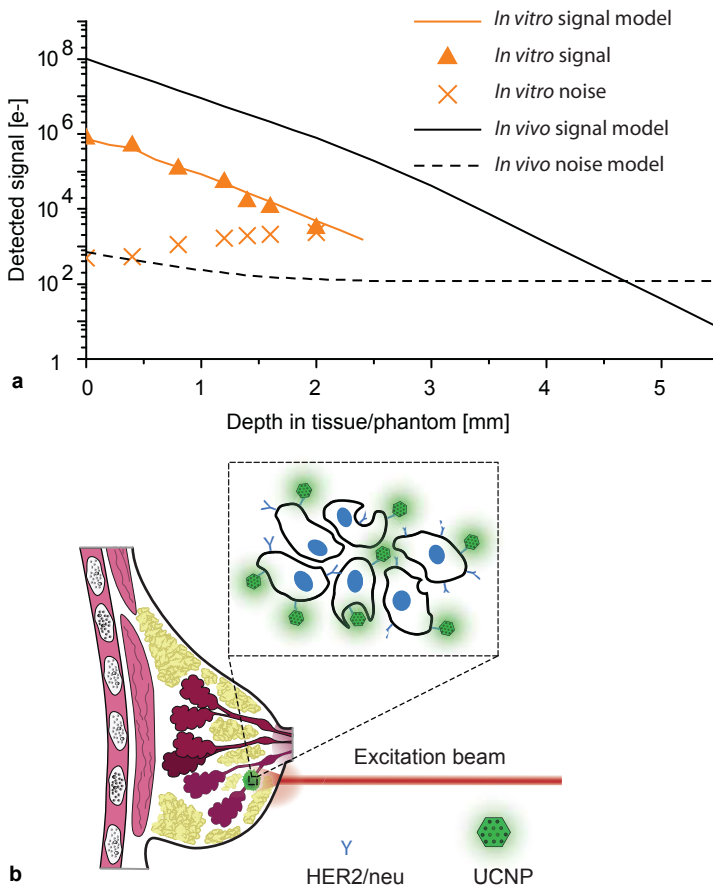 Detected signal [e-]
10^8
10^6
10^4
10^2
1
0
1
2
3
4
5
Depth in tissue/phantom [mm]
In vitro signal model
In vitro signal
In vitro noise
In vivo signal model
In vivo noise model
a
Excitation beam
HER2/neu
UCNP
b